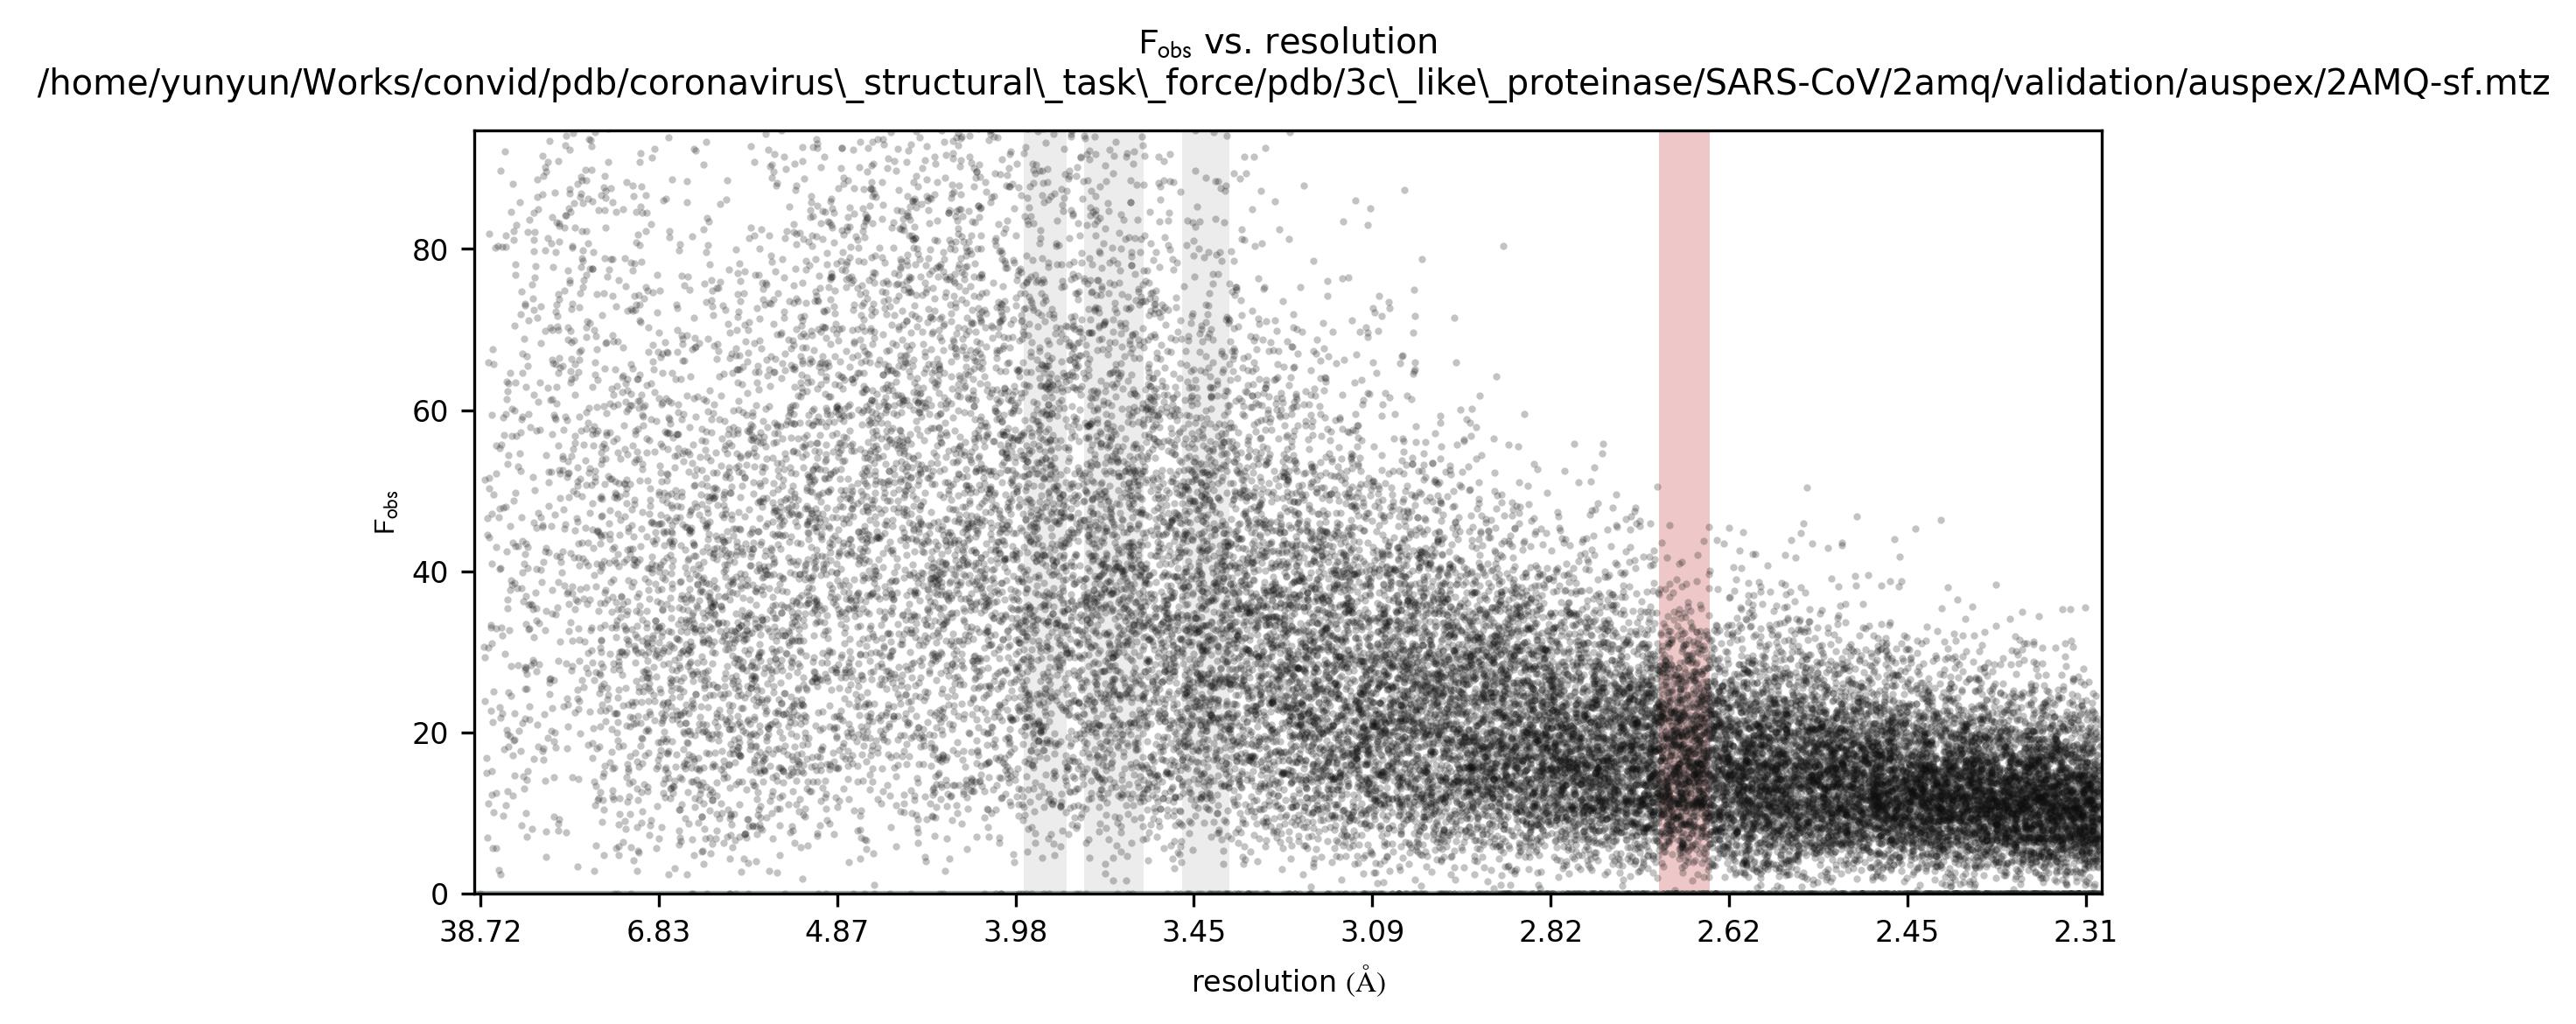 F_obs vs. resolution
/home/yunyun/Works/convid/pdb/coronavirus\_structural\_task\_force/pdb/3c\_like\_proteinase/SARS-CoV/2amq/validation/auspex/2AMQ-sf.mtz
80
60
40
20
0
F_obs
38.72 6.83 4.87 3.98 3.45 3.09 2.82 2.62 2.45 2.31
resolution (Å)